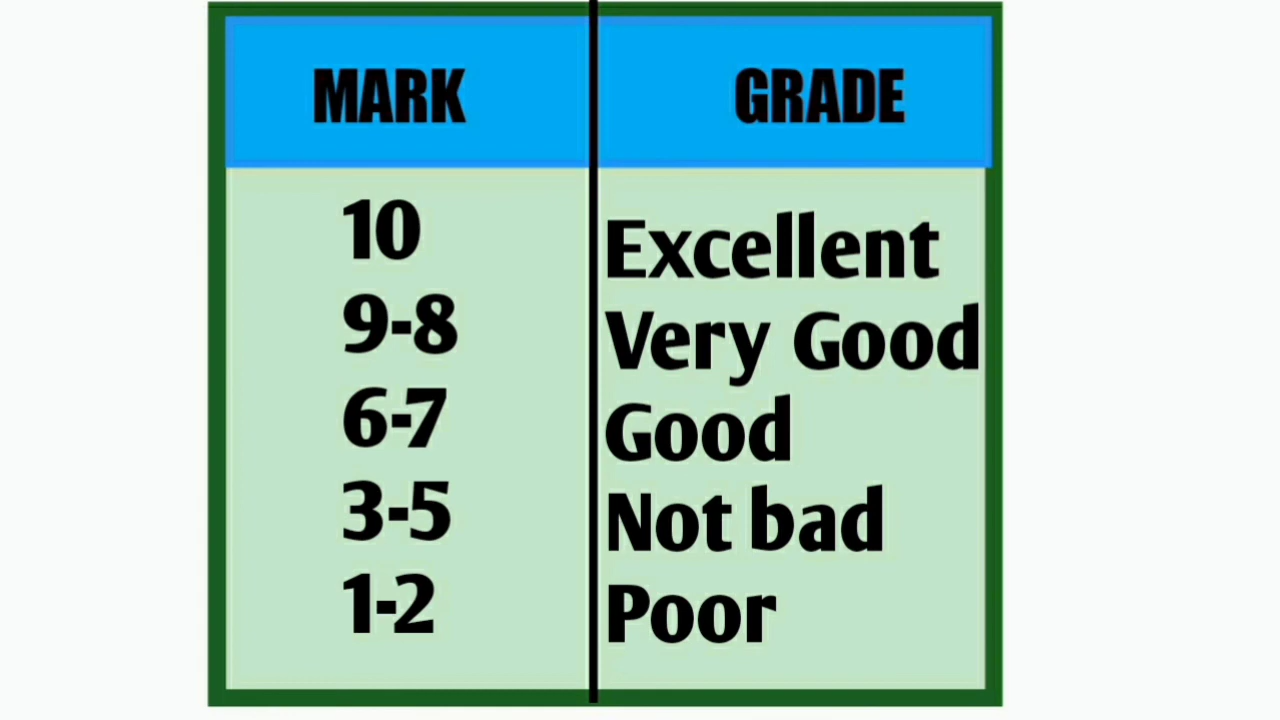 MARK GRADE
10 Excellent
9-8 Very Good
6-7 Good
3-5 Not bad
1-2 Poor